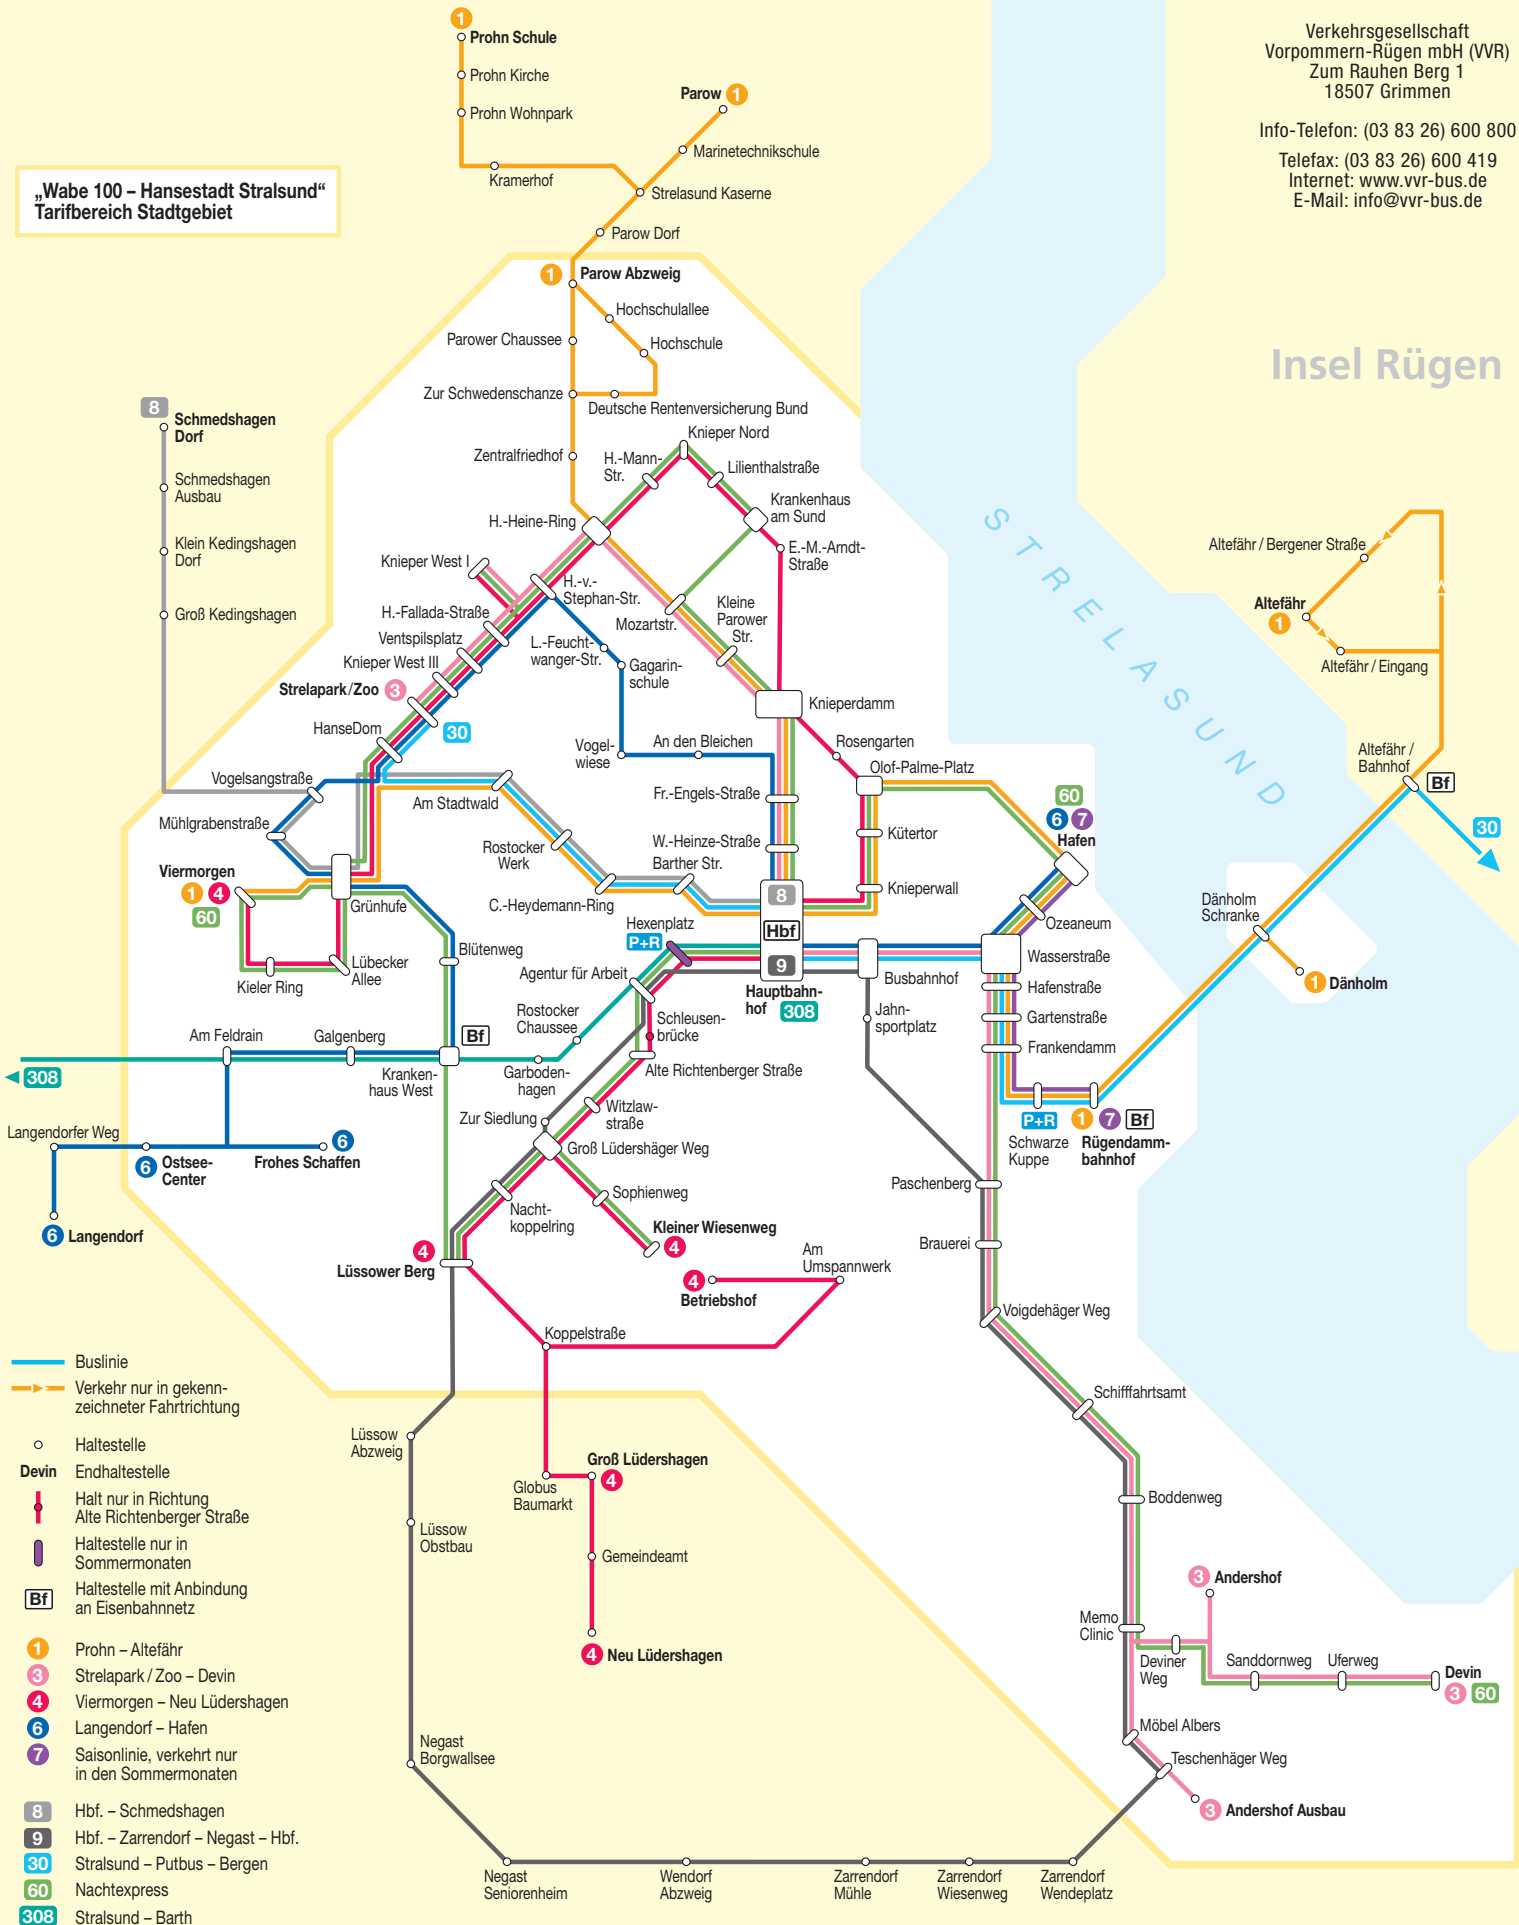 Verkehrsgesellschaft
Vorpommern-Rügen mbH (VVR)
Zum Rauhen Berg 1
18507 Grimmen
Info-Telefon: (03 83 26) 600 800
Telefax: (03 83 26) 600 419
Internet: www.vvr-bus.de
E-Mail: info@vvr-bus.de
„Wabe 100 – Hansestadt Stralsund“
Tarifbereich Stadtgebiet
Insel Rügen
STRELASUND
1
Prohn Schule
Prohn Kirche
Prohn Wohnpark
Kramerhof
Parow 1
Marinetechnikschule
Strelasund Kaserne
Parow Dorf
1 Parow Abzweig
Hochschulallee
Hochschule
Parower Chaussee
Zur Schwedenschanze
Deutsche Rentenversicherung Bund
Zentralfriedhof
8
Schmedshagen
Dorf
Schmedshagen
Ausbau
Klein Kedingshagen
Dorf
Groß Kedingshagen
Knieper Nord
H.-Mann-
Str.
Lilienthalstraße
Krankenhaus
am Sund
H.-Heine-Ring
E.-M.-Arndt-
Straße
Knieper West I
H.-v.-
Stephan-Str.
H.-Fallada-Straße
Ventspilsplatz
Knieper West III
Strelapark/Zoo 3
30
HanseDom
Mozartstr.
Kleine
Parower
Str.
L.-Feucht-
wanger-Str.
Gagarin-
schule
Vogel-
wiese
An den Bleichen
Knieperdamm
Rosengarten
Olof-Palme-Platz
Fr.-Engels-Straße
W.-Heinze-Straße
Kütertor
Knieperwall
Barther Str.
Vogelsangstraße
Mühlgrabenstraße
Am Stadtwald
Rostocker
Werk
C.-Heydemann-Ring
Viermorgen
1 4
60
Grünhufe
Kieler Ring
Lübecker
Allee
Blütenweg
60
6 7
Hafen
Ozeaneum
Wasserstraße
Hafenstraße
Gartenstraße
Frankendamm
8
Hbf
9
Hauptbahn-
hof 308
Hexenplatz
P+R
Agentur für Arbeit
Busbahnhof
Jahn-
sportplatz
Rostocker
Chaussee
Schleusen-
brücke
Alte Richtenberger Straße
Garboden-
hagen
Bf
Kranken-
haus West
Galgenberg
Am Feldrain
308
Langendorfer Weg
6 Ostsee-
Center
6
Frohes Schaffen
6 Langendorf
Zur Siedlung
Witzlaw-
straße
Groß Lüdershäger Weg
Sophienweg
Nacht-
koppelring
Kleiner Wiesenweg
4
4
Lüssower Berg
4
Betriebshof
Am
Umspannwerk
Koppelstraße
Globus
Baumarkt
Groß Lüdershagen
4
Gemeindeamt
4 Neu Lüdershagen
Lüssow
Abzweig
Lüssow
Obstbau
Negast
Borgwallsee
Negast
Seniorenheim
Wendorf
Abzweig
Zarrendorf
Mühle
Zarrendorf
Wiesenweg
Zarrendorf
Wendeplatz
P+R
Schwarze
Kuppe
1 7 Bf
Rügendamm-
bahnhof
Paschenberg
Brauerei
Voigdehäger Weg
Schifffahrtsamt
Boddenweg
Memo
Clinic
3 Andershof
Deviner
Weg
Sanddornweg
Uferweg
Devin
3 60
Möbel Albers
Teschenhäger Weg
3 Andershof Ausbau
Altefähr / Bergener Straße
Altefähr
1
Altefähr / Eingang
Altefähr /
Bahnhof
Bf
30
Dänholm
Schranke
1 Dänholm
Buslinie
Verkehr nur in gekenn-
zeichneter Fahrtrichtung
Haltestelle
Devin Endhaltestelle
Halt nur in Richtung
Alte Richtenberger Straße
Haltestelle nur in
Sommermonaten
Bf Haltestelle mit Anbindung
an Eisenbahnnetz
1 Prohn – Altefähr
3 Strelapark / Zoo – Devin
4 Viermorgen – Neu Lüdershagen
6 Langendorf – Hafen
7 Saisonlinie, verkehrt nur
in den Sommermonaten
8 Hbf. – Schmedshagen
9 Hbf. – Zarrendorf – Negast – Hbf.
30 Stralsund – Putbus – Bergen
60 Nachtexpress
308 Stralsund – Barth